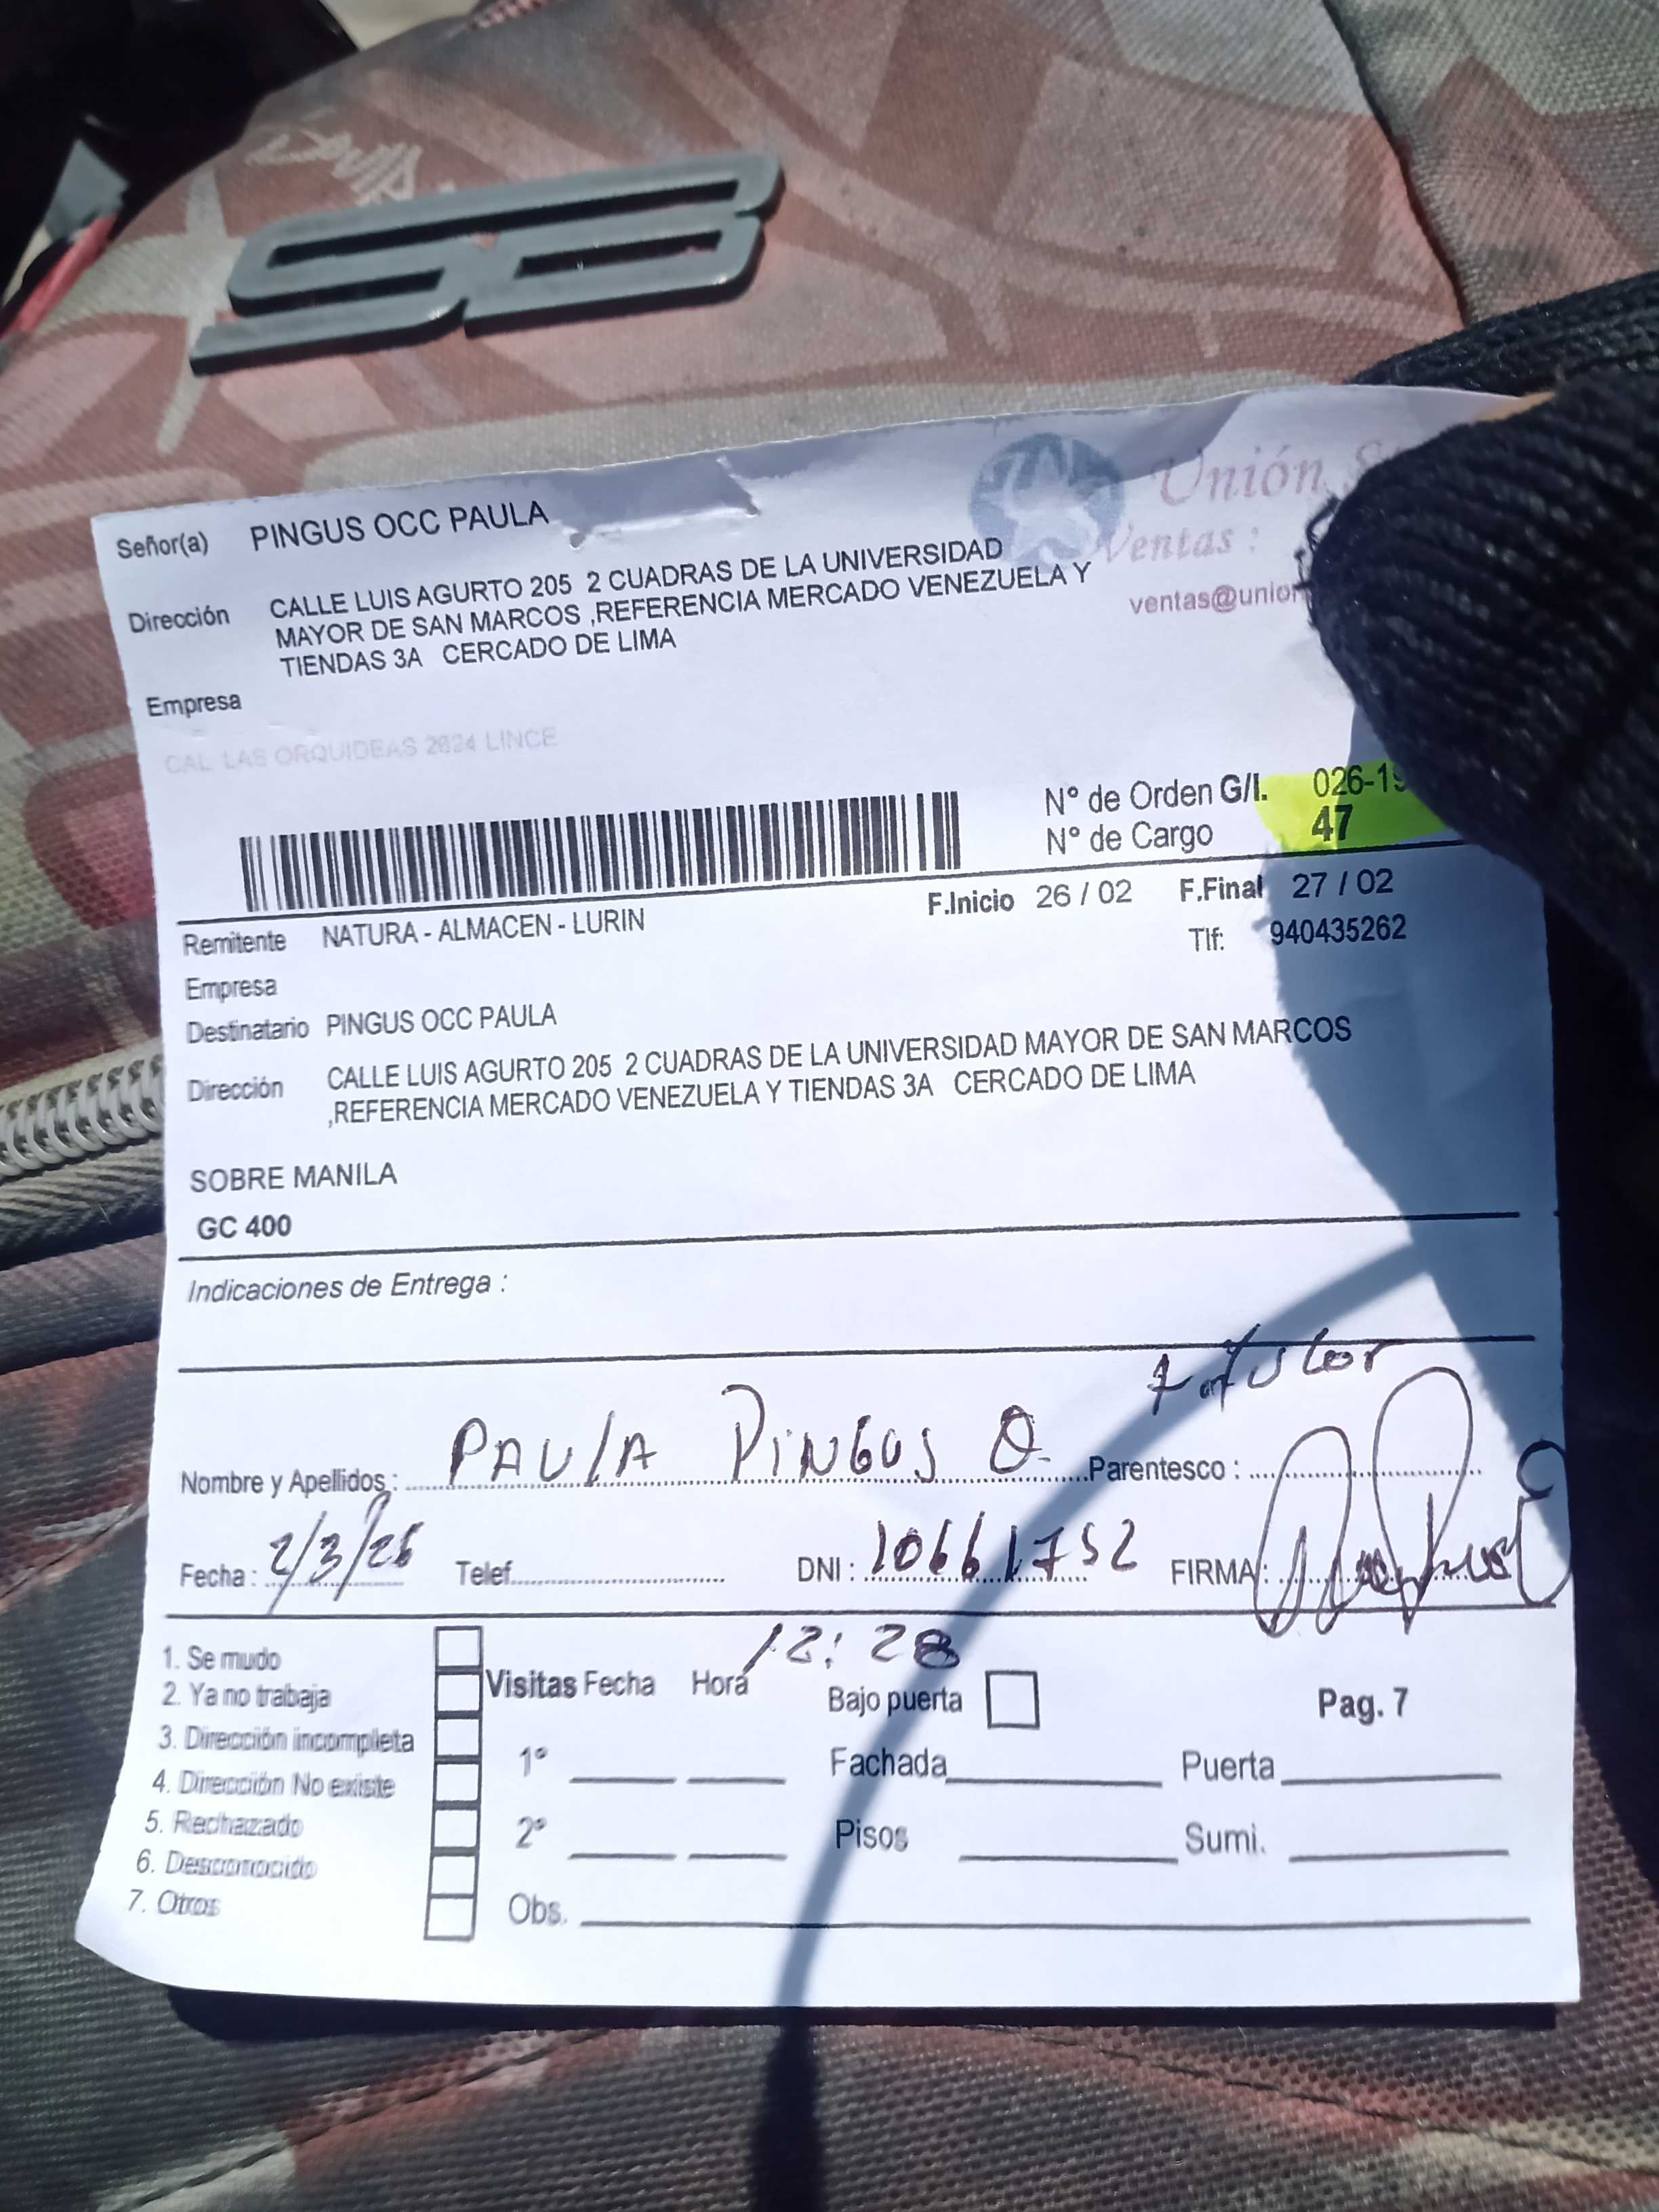 Unión
Ventas :
ventas@union
Señor(a) PINGUS OCC PAULA
Dirección CALLE LUIS AGURTO 205 2 CUADRAS DE LA UNIVERSIDAD
MAYOR DE SAN MARCOS ,REFERENCIA MERCADO VENEZUELA Y
TIENDAS 3A CERCADO DE LIMA
Empresa
CAL LAS ORQUIDEAS 2624 LINCE
Nº de Orden G/I. 026-19
Nº de Cargo 47
F.Inicio 26 / 02 F.Final 27 / 02
Remitente NATURA - ALMACEN - LURIN Tlf: 940435262
Empresa
Destinatario PINGUS OCC PAULA
Dirección CALLE LUIS AGURTO 205 2 CUADRAS DE LA UNIVERSIDAD MAYOR DE SAN MARCOS
,REFERENCIA MERCADO VENEZUELA Y TIENDAS 3A CERCADO DE LIMA
SOBRE MANILA
GC 400
Indicaciones de Entrega :
Nombre y Apellidos : PAULA PINGUS O. Parentesco :
Fecha : 2/3/26 Telef. DNI : 10661752 FIRMA :
12:28
1. Se mudo
2. Ya no trabaja
3. Dirección incompleta
4. Dirección No existe
5. Rechazado
6. Desconocido
7. Otros
Visitas Fecha Hora Bajo puerta Pag. 7
1º Fachada Puerta
2º Pisos Sumi.
Obs.